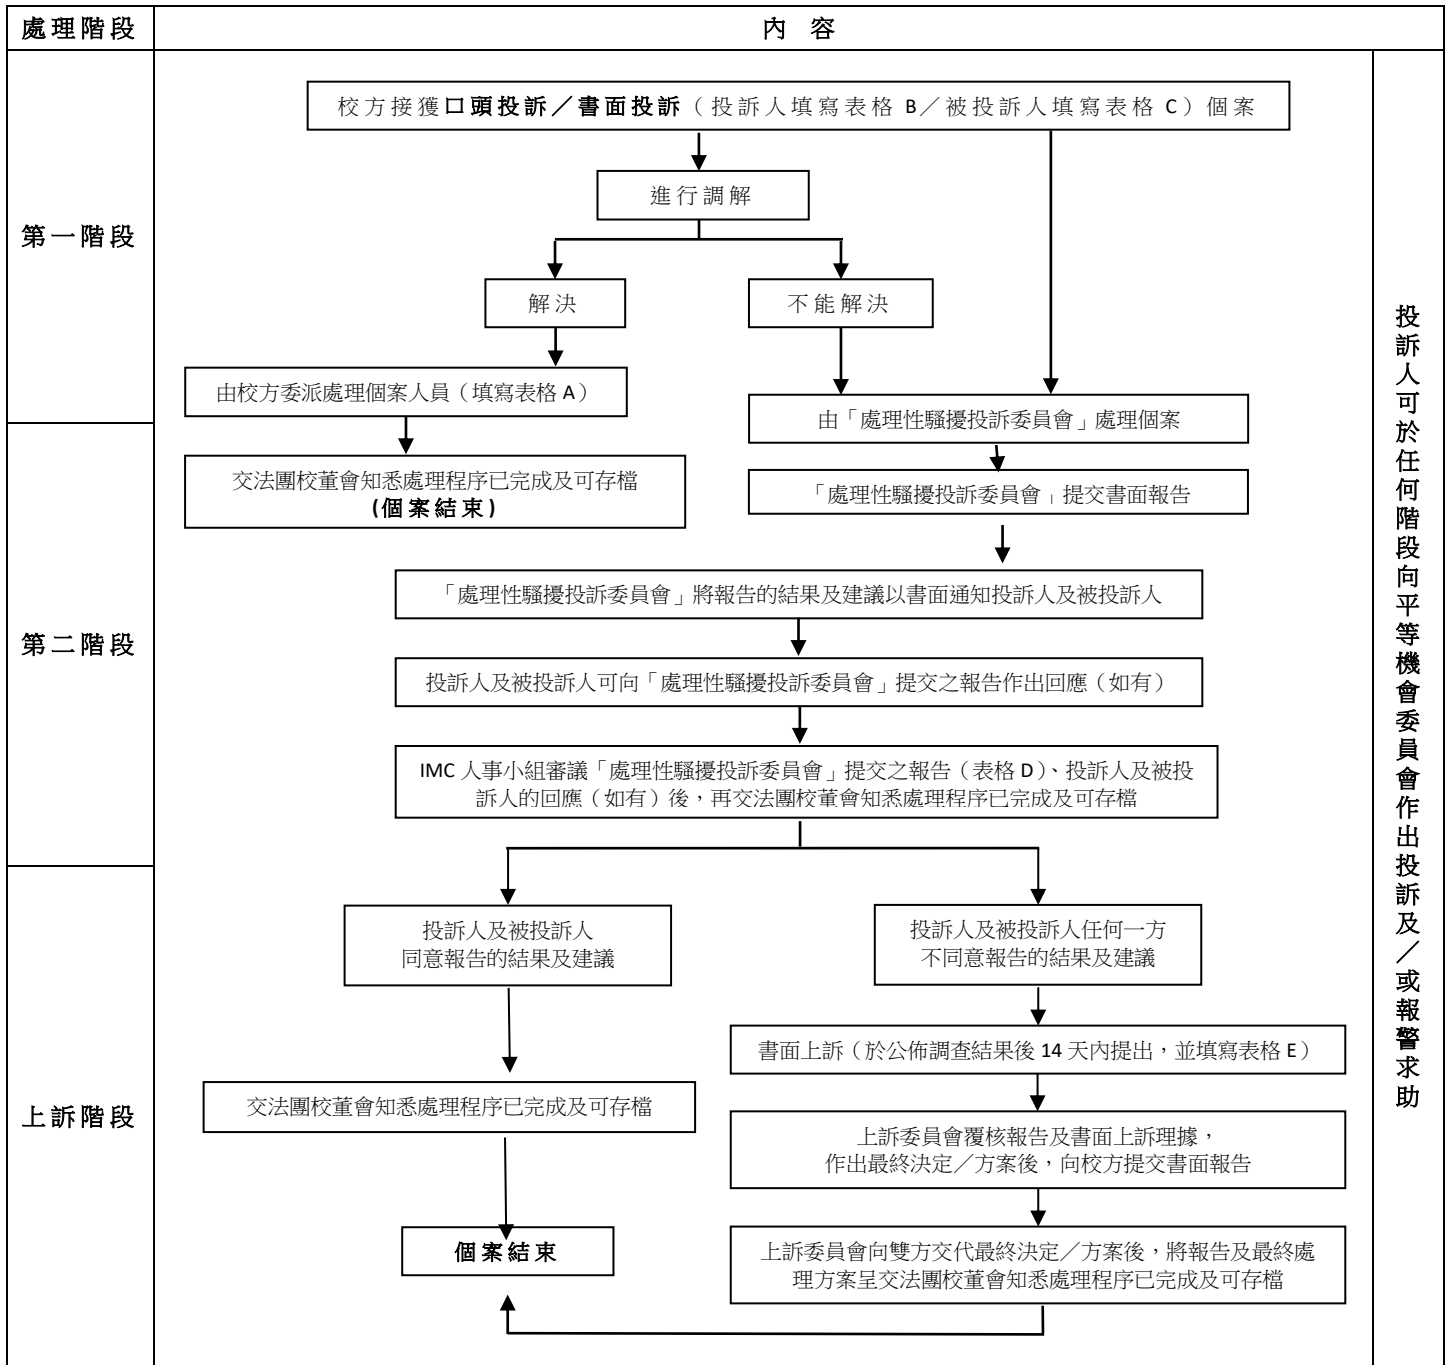 處理階段
內 容
第一階段
校方接獲口頭投訴／書面投訴（投訴人填寫表格 B／被投訴人填寫表格 C）個案
進行調解
解決
不能解決
由校方委派處理個案人員（填寫表格 A）
由「處理性騷擾投訴委員會」處理個案
第二階段
交法團校董會知悉處理程序已完成及可存檔
(個案結束)
「處理性騷擾投訴委員會」提交書面報告
「處理性騷擾投訴委員會」將報告的結果及建議以書面通知投訴人及被投訴人
投訴人及被投訴人可向「處理性騷擾投訴委員會」提交之報告作出回應（如有）
IMC 人事小組審議「處理性騷擾投訴委員會」提交之報告（表格 D）、投訴人及被投
訴人的回應（如有）後，再交法團校董會知悉處理程序已完成及可存檔
上訴階段
投訴人及被投訴人
同意報告的結果及建議
投訴人及被投訴人任何一方
不同意報告的結果及建議
書面上訴（於公佈調查結果後 14 天內提出，並填寫表格 E）
交法團校董會知悉處理程序已完成及可存檔
上訴委員會覆核報告及書面上訴理據，
作出最終決定／方案後，向校方提交書面報告
個案結束
上訴委員會向雙方交代最終決定／方案後，將報告及最終處
理方案呈交法團校董會知悉處理程序已完成及可存檔
投訴人可於任何階段向平等機會委員會作出投訴及／或報警求助